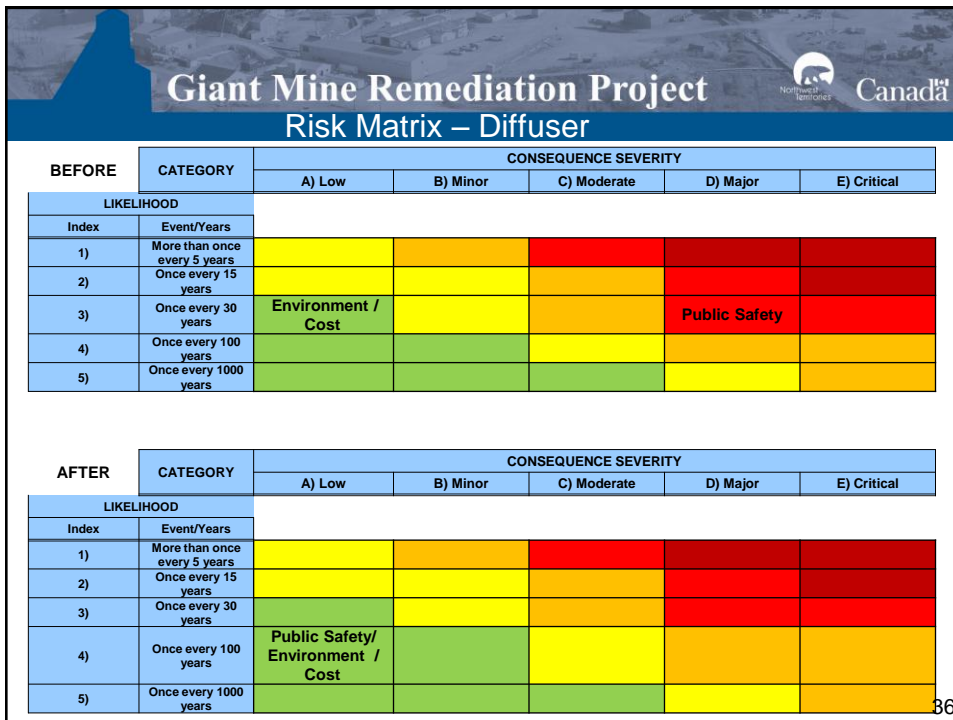 Giant Mine Remediation Project
Northwest
Territories
Canada
Risk Matrix – Diffuser
BEFORE
CATEGORY
CONSEQUENCE SEVERITY
A) Low
B) Minor
C) Moderate
D) Major
E) Critical
LIKELIHOOD
Index
Event/Years
1)
More than once
every 5 years
2)
Once every 15
years
3)
Once every 30
years
Environment /
Cost
Public Safety
4)
Once every 100
years
5)
Once every 1000
years
AFTER
CATEGORY
CONSEQUENCE SEVERITY
A) Low
B) Minor
C) Moderate
D) Major
E) Critical
LIKELIHOOD
Index
Event/Years
1)
More than once
every 5 years
2)
Once every 15
years
3)
Once every 30
years
4)
Once every 100
years
Public Safety/
Environment /
Cost
5)
Once every 1000
years
36